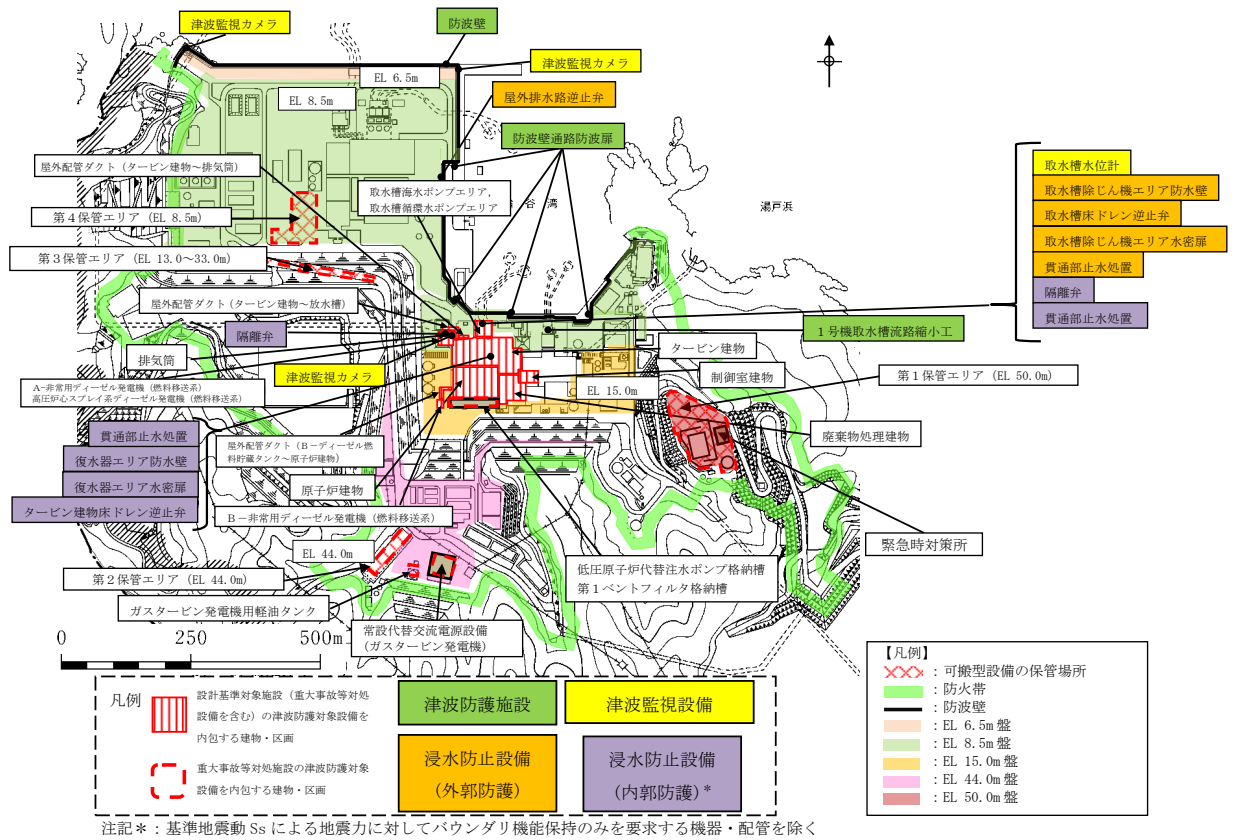 津波監視カメラ
防波壁
津波監視カメラ
EL 6.5m
EL 8.5m
屋外排水路逆止弁
防波壁通路防波扉
屋外配管ダクト（タービン建物～排気筒）
取水槽海水ポンプエリア，
取水槽循環水ポンプエリア
谷湾
湯戸浜
取水槽水位計
取水槽除じん機エリア防水壁
取水槽床ドレン逆止弁
取水槽除じん機エリア水密扉
貫通部止水処置
隔離弁
貫通部止水処置
第４保管エリア（EL 8.5m）
第３保管エリア（EL 13.0～33.0m）
屋外配管ダクト（タービン建物～放水槽）
隔離弁
１号機取水槽流路縮小工
排気筒
タービン建物
津波監視カメラ
制御室建物
第１保管エリア（EL 50.0m）
A-非常用ディーゼル発電機（燃料移送系）
高圧炉心スプレイ系ディーゼル発電機（燃料移送系）
EL 15.0m
貫通部止水処置
復水器エリア防水壁
復水器エリア水密扉
タービン建物床ドレン逆止弁
屋外配管ダクト（B－ディーゼル燃
料貯蔵タンク～原子炉建物）
廃棄物処理建物
原子炉建物
B－非常用ディーゼル発電機（燃料移送系）
緊急時対策所
EL 44.0m
第２保管エリア（EL 44.0m）
低圧原子炉代替注水ポンプ格納槽
第１ベントフィルタ格納槽
ガスタービン発電機用軽油タンク
常設代替交流電源設備
(ガスタービン発電機)
0 250 500m
【凡例】
：可搬型設備の保管場所
：防火帯
：防波壁
：EL 6.5m 盤
：EL 8.5m 盤
：EL 15.0m 盤
：EL 44.0m 盤
：EL 50.0m 盤
凡例
設計基準対象施設（重大事故等対処
設備を含む）の津波防護対象設備を
内包する建物・区画
重大事故等対処施設の津波防護対象
設備を内包する建物・区画
津波防護施設
津波監視設備
浸水防止設備
(外郭防護)
浸水防止設備
(内郭防護)＊
注記＊：基準地震動 Ss による地震力に対してバウンダリ機能保持のみを要求する機器・配管を除く